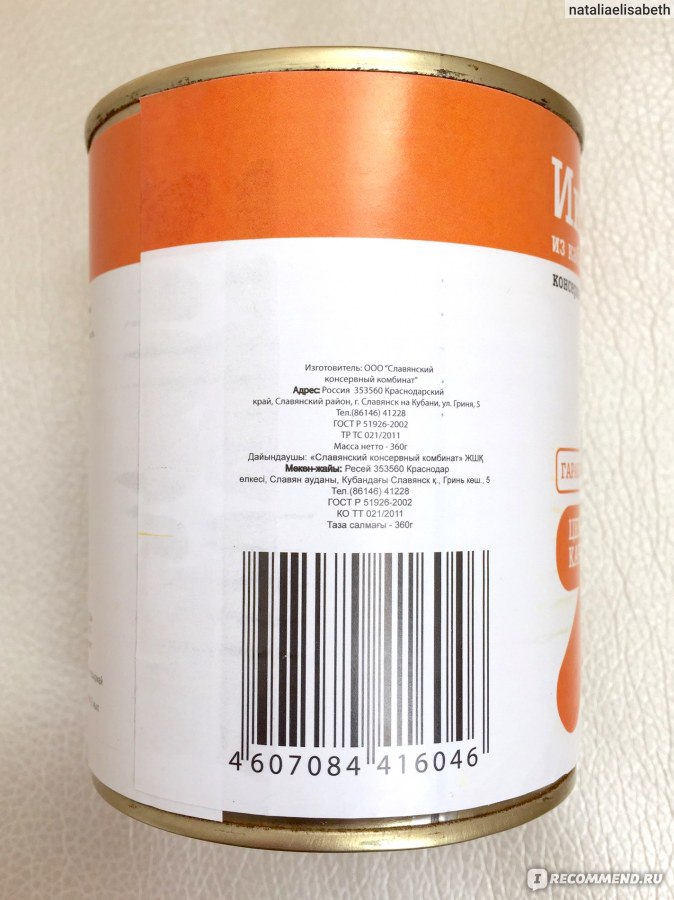 nataliaelisabeth
из
Изготовитель: ООО "Славянский
консервный комбинат"
Адрес: Россия 353560 Краснодарский
край, Славянский район, г. Славянск на Кубани, ул. Гриня, 5
Тел.(86146) 41228
ГОСТ Р 51926-2002
ТР ТС 021/2011
Масса нетто - 360г
Дайындаушы: «Славянский консервный комбинат» ЖШҚ
Мекен-жайы: Ресей 353560 Краснодар
өлкесі, Славян ауданы, Кубандағы Славянск қ., Гринь көш., 5
Тел.(86146) 41228
ГОСТ Р 51926-2002
КО ТТ 021/2011
Таза салмағы - 360г
4 607084 416046
I RECOMMEND.RU